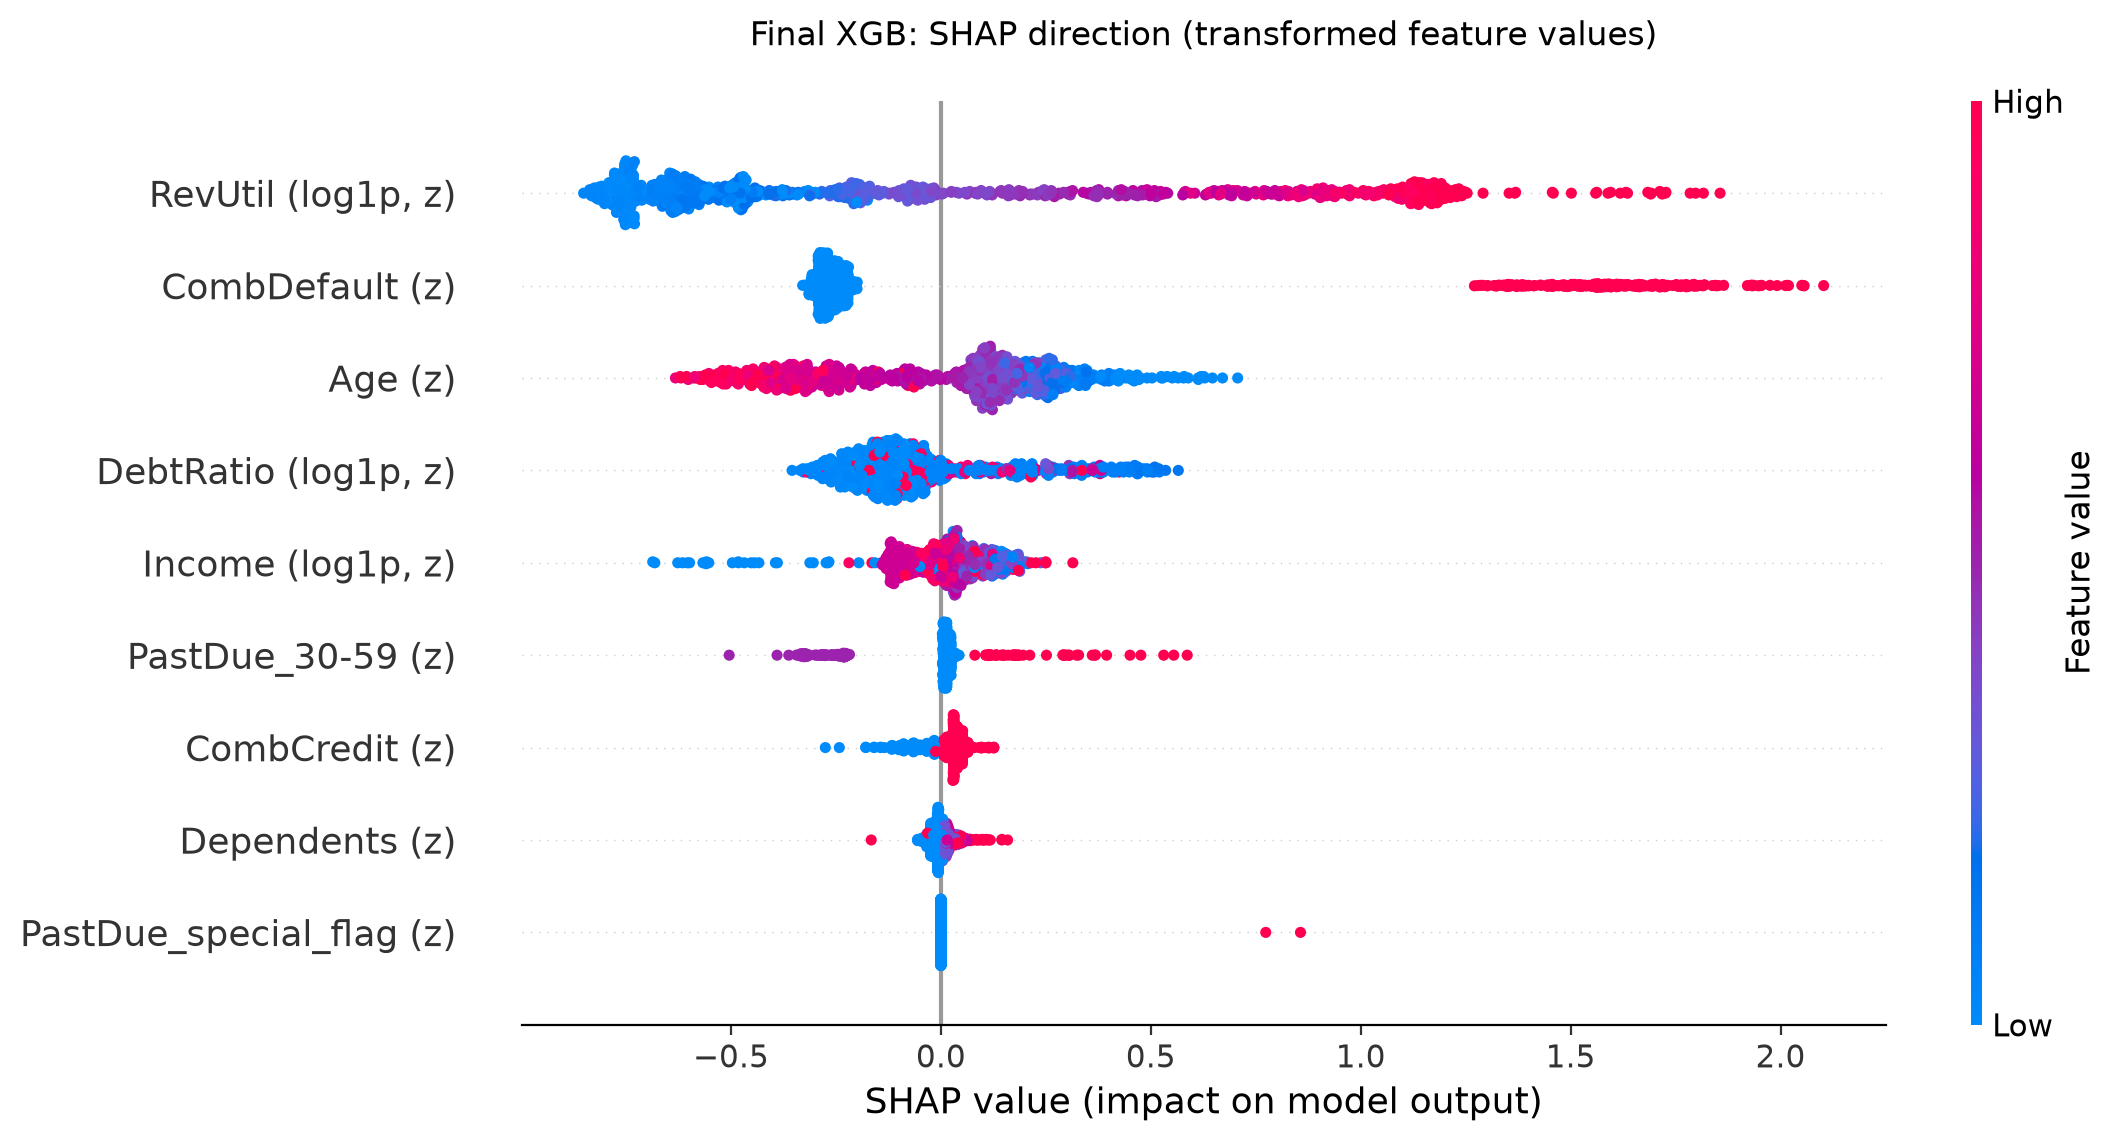 Final XGB: SHAP direction (transformed feature values)
High
RevUtil (log1p, z)
CombDefault (z)
Age (z)
DebtRatio (log1p, z)
Income (log1p, z)
PastDue_30-59 (z)
CombCredit (z)
Dependents (z)
PastDue_special_flag (z)
Feature value
Low
−0.5 0.0 0.5 1.0 1.5 2.0
SHAP value (impact on model output)